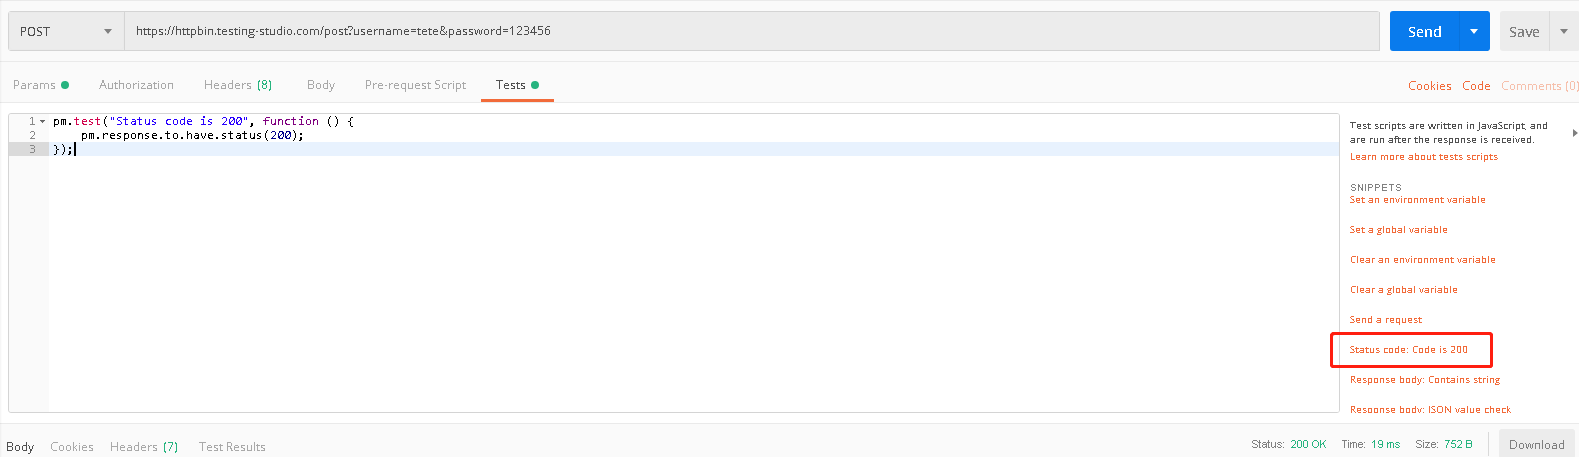 POST https://httpbin.testing-studio.com/post?username=tete&password=123456 Send Save
Params Authorization Headers (8) Body Pre-request Script Tests Cookies Code Comments (0)
1 pm.test("Status code is 200", function () {
2 pm.response.to.have.status(200);
3 });
Test scripts are written in JavaScript, and
are run after the response is received.
Learn more about tests scripts
SNIPPETS
Set an environment variable
Set a global variable
Clear an environment variable
Clear a global variable
Send a request
Status code: Code is 200
Response body: Contains string
Response body: JSON value check
Body Cookies Headers (7) Test Results Status: 200 OK Time: 19 ms Size: 752 B Download